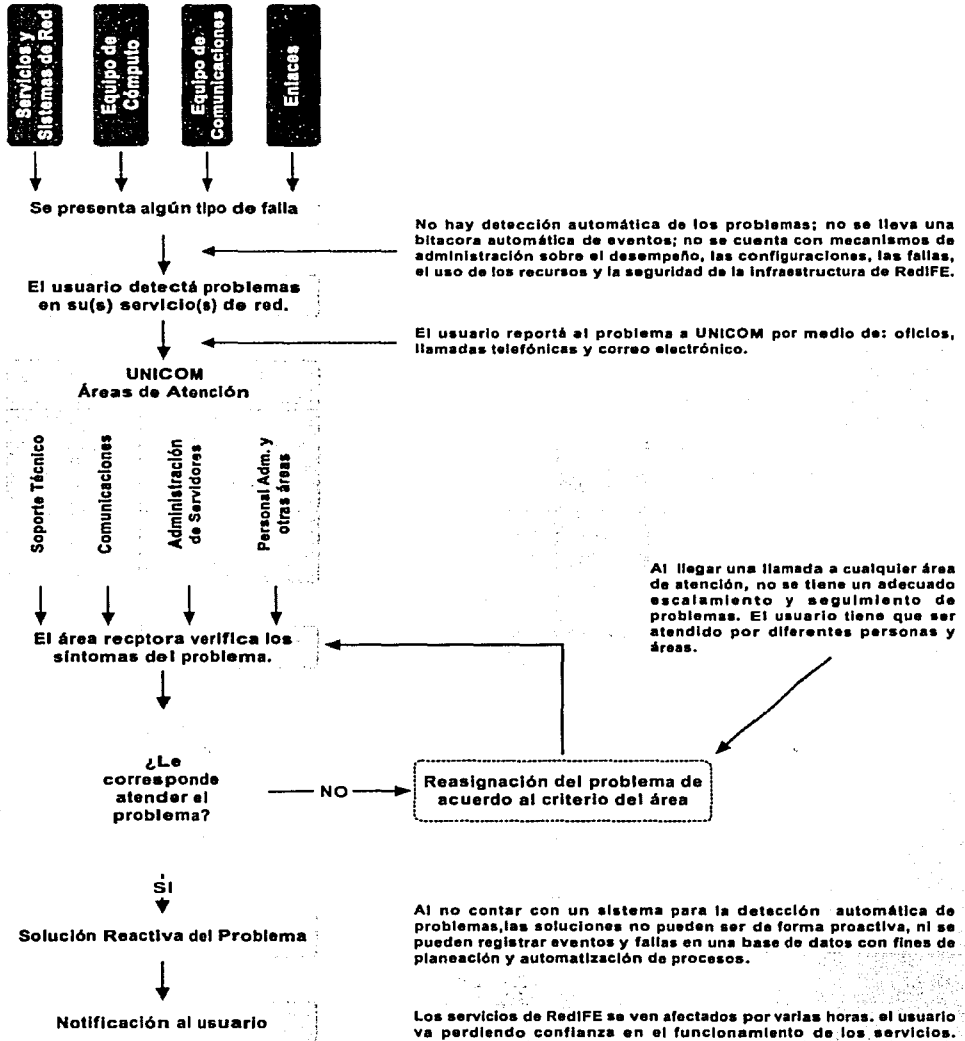 Servicios y
Sistemas de Red
Equipo de
Cómputo
Equipo de
Comunicaciones
Enlaces
Se presenta algún tipo de falla
No hay detección automática de los problemas; no se lleva una
bitacora automática de eventos; no se cuenta con mecanismos de
administración sobre el desempeño, las configuraciones, las fallas,
el uso de los recursos y la seguridad de la infraestructura de RedIFE.
El usuario detectá problemas
en su(s) servicio(s) de red.
El usuario reportá el problema a UNICOM por medio de: oficios,
llamadas telefónicas y correo electrónico.
UNICOM
Áreas de Atención
Soporte Técnico
Comunicaciones
Administración
de Servidores
Personal Adm. y
otras áreas
Al llegar una llamada a cualquier área
de atención, no se tiene un adecuado
escalamiento y seguimiento de
problemas. El usuario tiene que ser
atendido por diferentes personas y
áreas.
El área recptora verifica los
síntomas del problema.
¿Le
corresponde
atender el
problema?
NO
Reasignación del problema de
acuerdo al criterio del área
SI
Solución Reactiva del Problema
Al no contar con un sistema para la detección automática de
problemas,las soluciones no pueden ser de forma proactiva, ni se
pueden registrar eventos y fallas en una base de datos con fines de
planeación y automatización de procesos.
Notificación al usuario
Los servicios de RedIFE se ven afectados por varias horas. el usuario
va perdiendo confianza en el funcionamiento de los servicios.